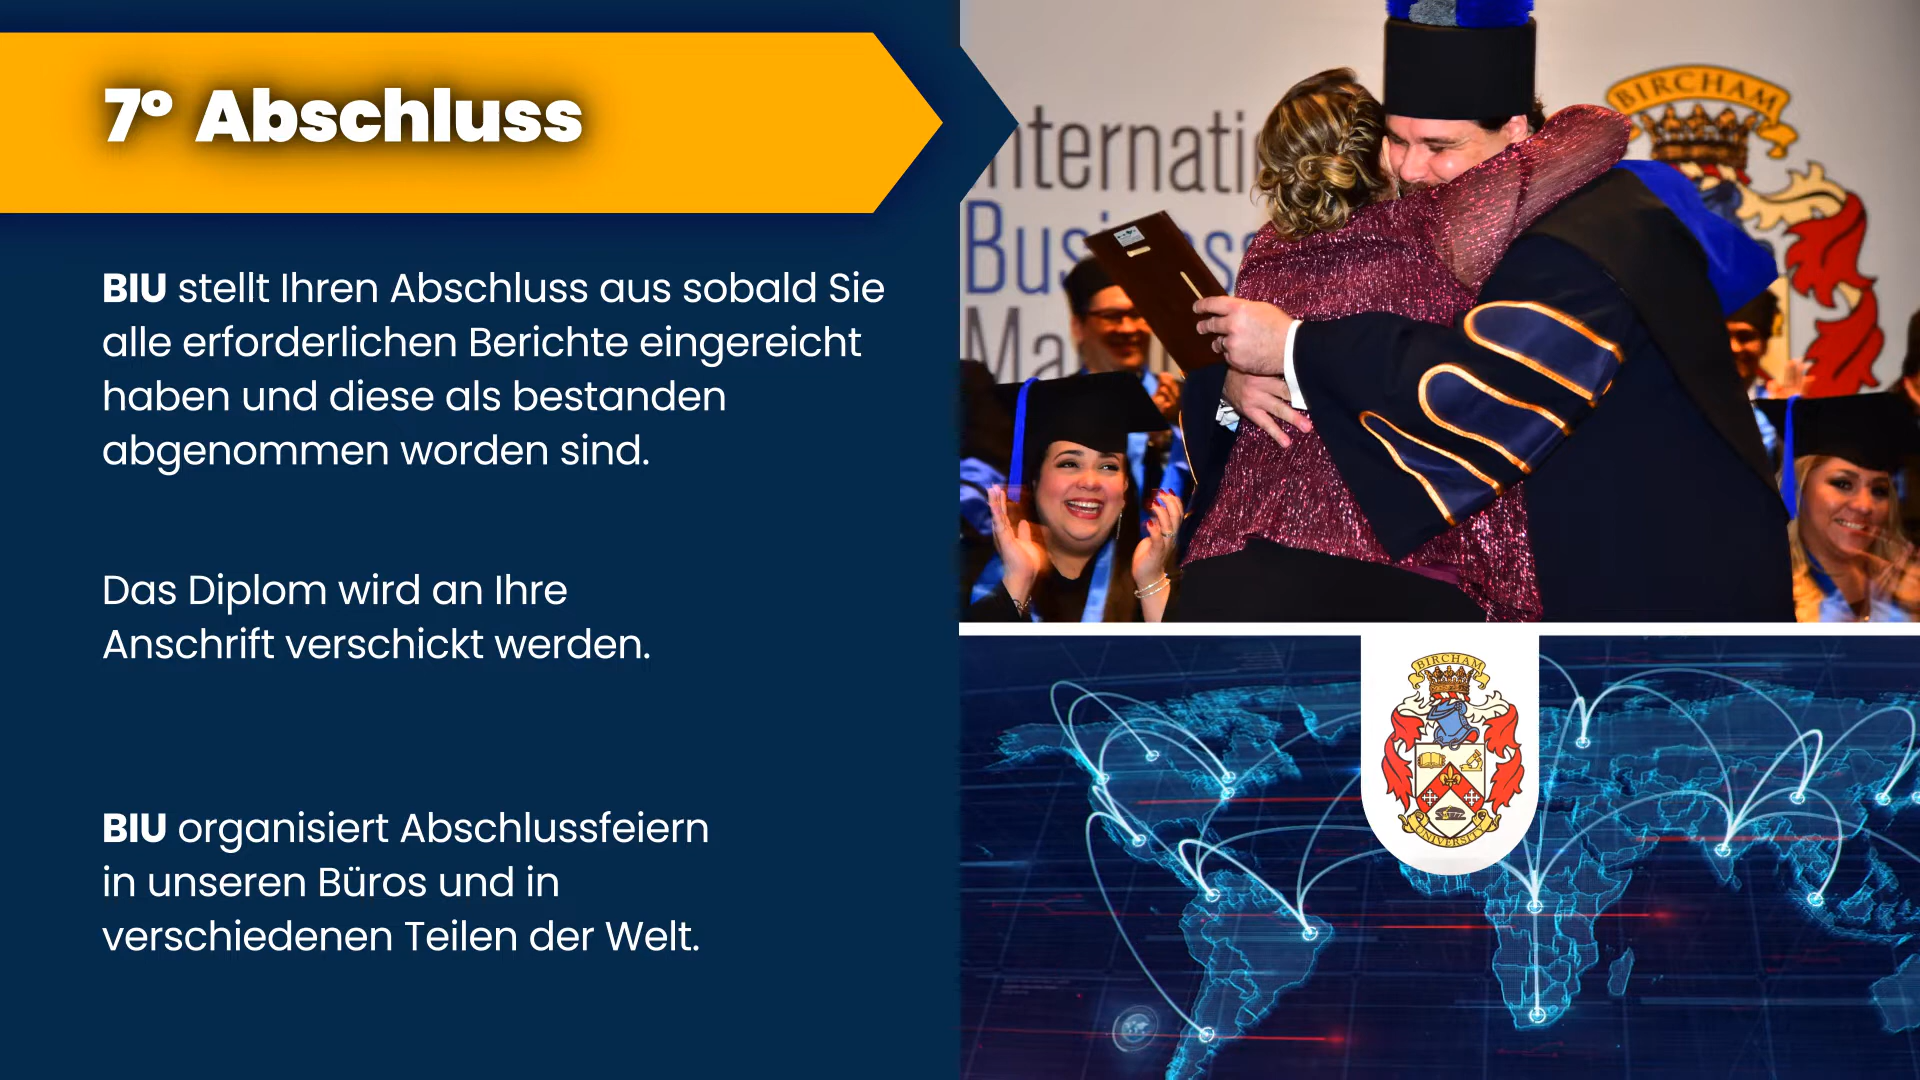 7º Abschluss
BIU stellt Ihren Abschluss aus sobald Sie
alle erforderlichen Berichte eingereicht
haben und diese als bestanden
abgenommen worden sind.
Das Diplom wird an Ihre
Anschrift verschickt werden.
BIU organisiert Abschlussfeiern
in unseren Büros und in
verschiedenen Teilen der Welt.
BIRCHAM
BIRCHAM
UNIVERSITY